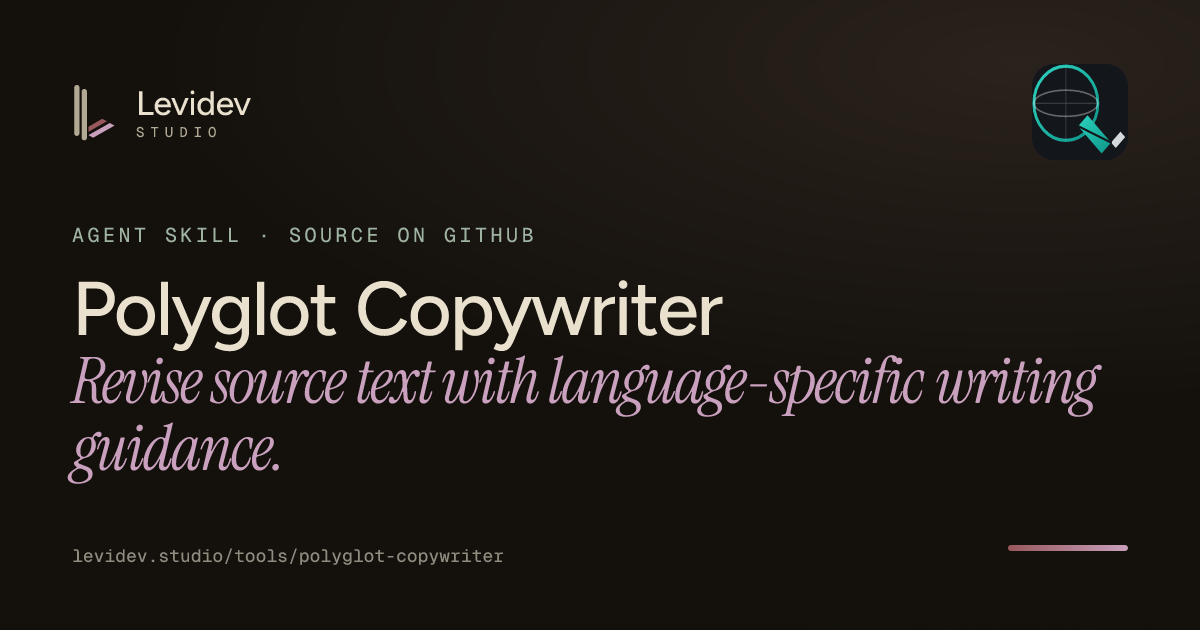 Levidev
STUDIO
AGENT SKILL · SOURCE ON GITHUB
Polyglot Copywriter
Revise source text with language-specific writing
guidance.
levidev.studio/tools/polyglot-copywriter